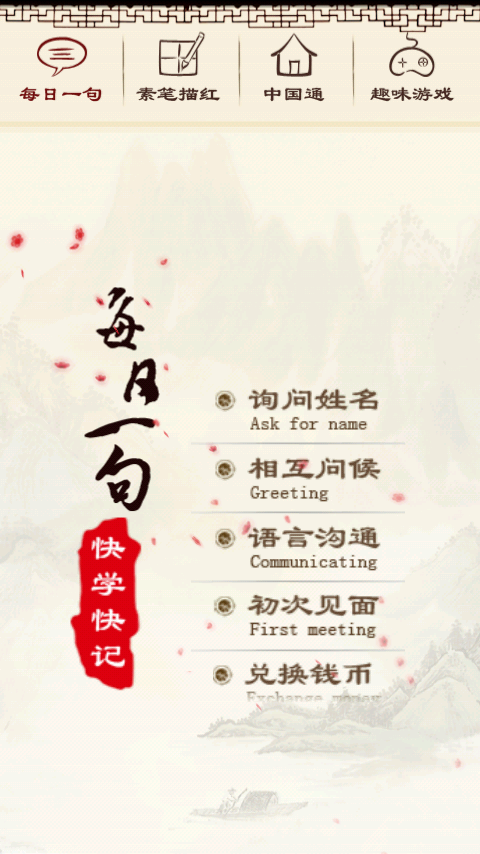 每日一句
素笔描红
中国通
趣味游戏
每日一句
快学快记
询问姓名
Ask for name
相互问候
Greeting
语言沟通
Communicating
初次见面
First meeting
兑换钱币
Exchange money